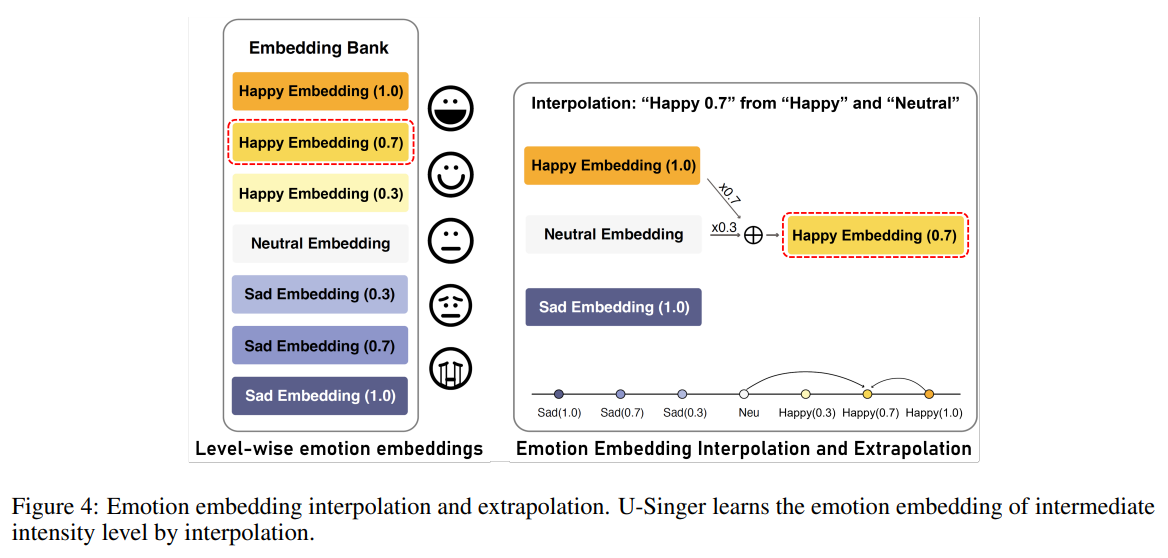 Embedding Bank
Happy Embedding (1.0)
Happy Embedding (0.7)
Happy Embedding (0.3)
Neutral Embedding
Sad Embedding (0.3)
Sad Embedding (0.7)
Sad Embedding (1.0)
Level-wise emotion embeddings
Interpolation: “Happy 0.7” from “Happy” and “Neutral”
Happy Embedding (1.0)
x0.7
Neutral Embedding
x0.3
Happy Embedding (0.7)
Sad Embedding (1.0)
Sad(1.0) Sad(0.7) Sad(0.3) Neu Happy(0.3) Happy(0.7) Happy(1.0)
Emotion Embedding Interpolation and Extrapolation
Figure 4: Emotion embedding interpolation and extrapolation. U-Singer learns the emotion embedding of intermediate
intensity level by interpolation.